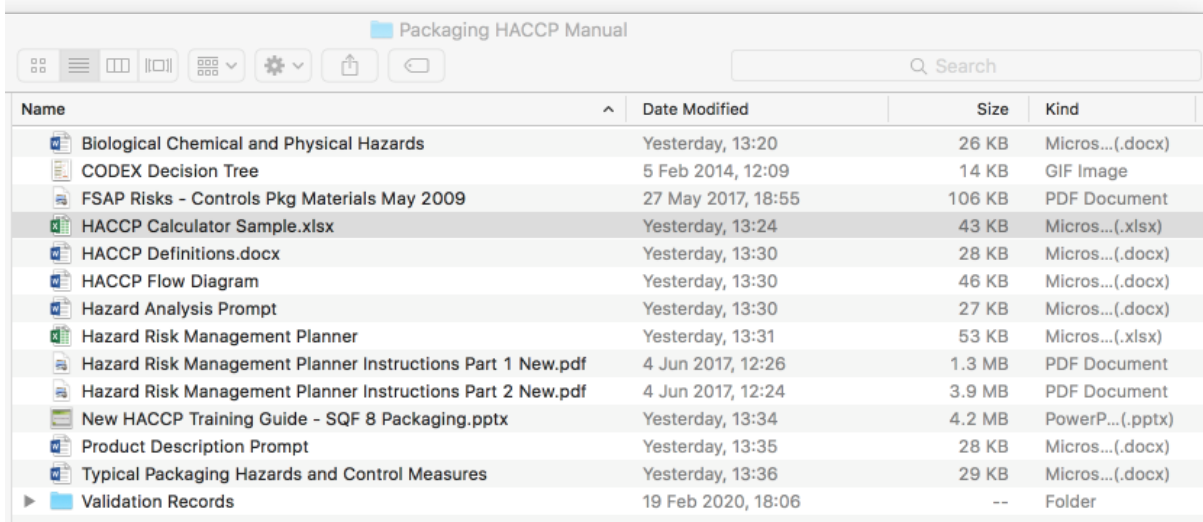 Packaging HACCP Manual
Search
Name Date Modified Size Kind
Biological Chemical and Physical Hazards Yesterday, 13:20 26 KB Micros...(.docx)
CODEX Decision Tree 5 Feb 2014, 12:09 14 KB GIF Image
FSAP Risks - Controls Pkg Materials May 2009 27 May 2017, 18:55 106 KB PDF Document
HACCP Calculator Sample.xlsx Yesterday, 13:24 43 KB Micros...(.xlsx)
HACCP Definitions.docx Yesterday, 13:30 28 KB Micros...(.docx)
HACCP Flow Diagram Yesterday, 13:30 46 KB Micros...(.docx)
Hazard Analysis Prompt Yesterday, 13:30 27 KB Micros...(.docx)
Hazard Risk Management Planner Yesterday, 13:31 53 KB Micros...(.xlsx)
Hazard Risk Management Planner Instructions Part 1 New.pdf 4 Jun 2017, 12:26 1.3 MB PDF Document
Hazard Risk Management Planner Instructions Part 2 New.pdf 4 Jun 2017, 12:24 3.9 MB PDF Document
New HACCP Training Guide - SQF 8 Packaging.pptx Yesterday, 13:34 4.2 MB PowerP...(.pptx)
Product Description Prompt Yesterday, 13:35 28 KB Micros...(.docx)
Typical Packaging Hazards and Control Measures Yesterday, 13:36 29 KB Micros...(.docx)
Validation Records 19 Feb 2020, 18:06 -- Folder